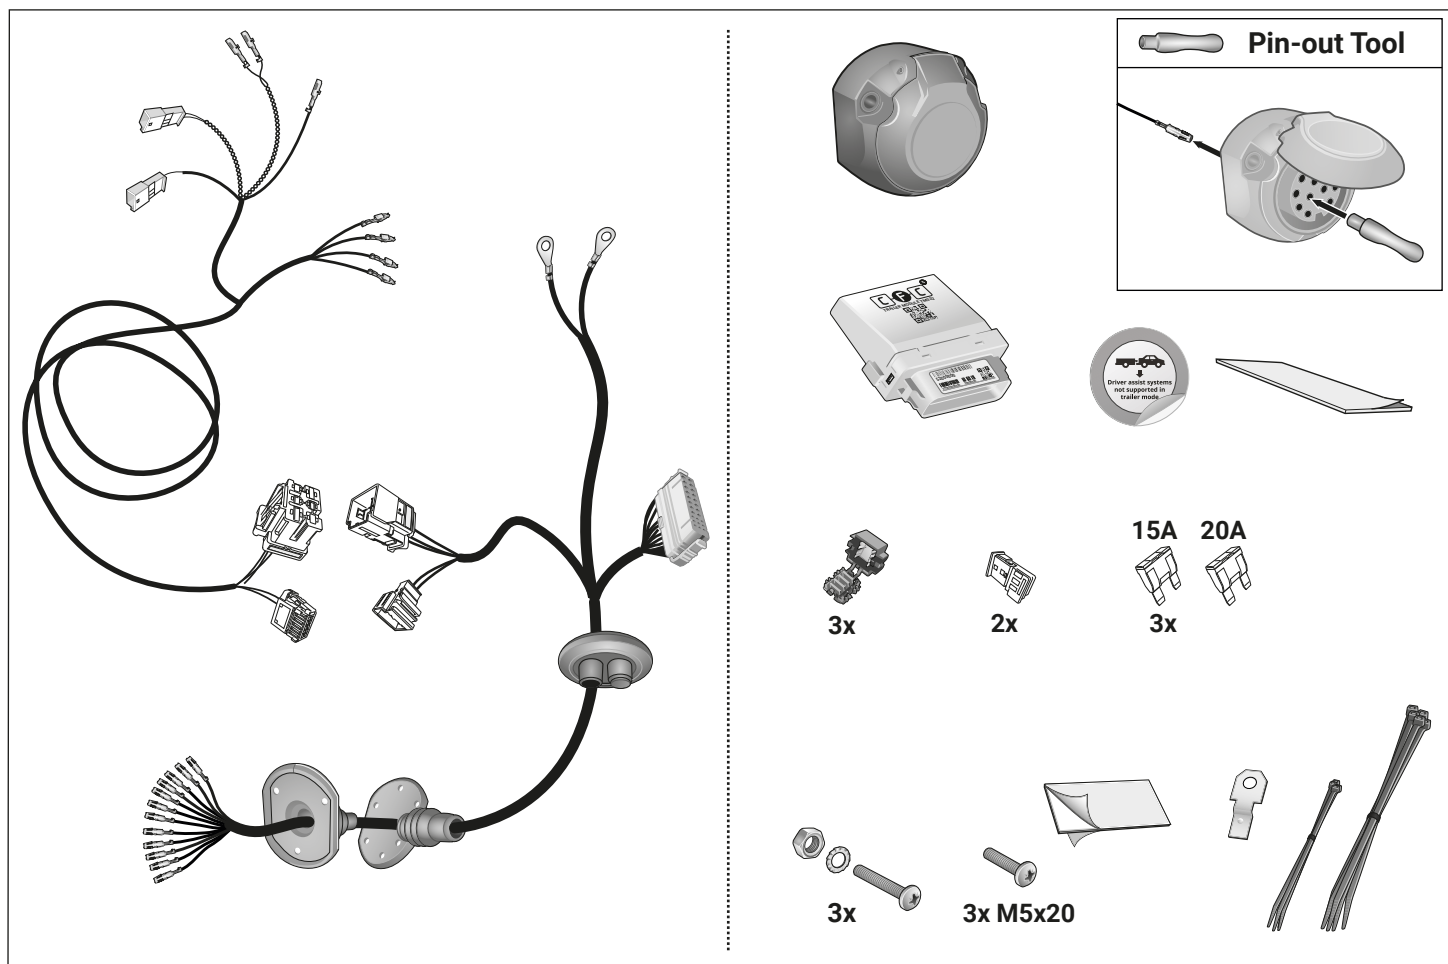 Pin-out Tool
C F C
Driver assist systems
not supported in
trailer mode
15A 20A
3x
2x
3x
3x
3x M5x20